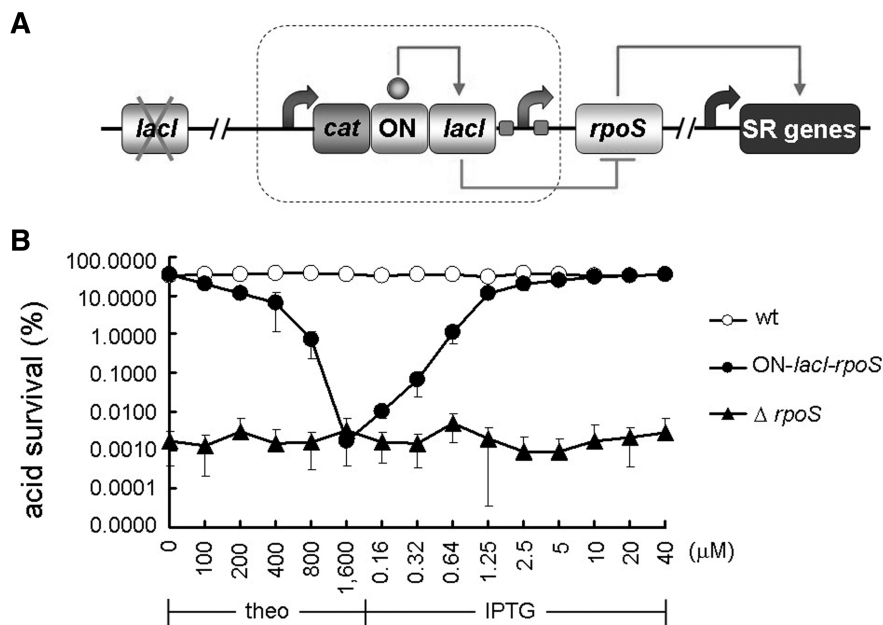 A
lacI // cat ON lacI rpoS // SR genes
B
acid survival (%)
100.0000
10.0000
1.0000
0.1000
0.0100
0.0010
0.0001
0.0000
wt
ON-lacI-rpoS
Δ rpoS
0 100 200 400 800 1,600 0.16 0.32 0.64 1.25 2.5 5 10 20 40 (μM)
theo IPTG